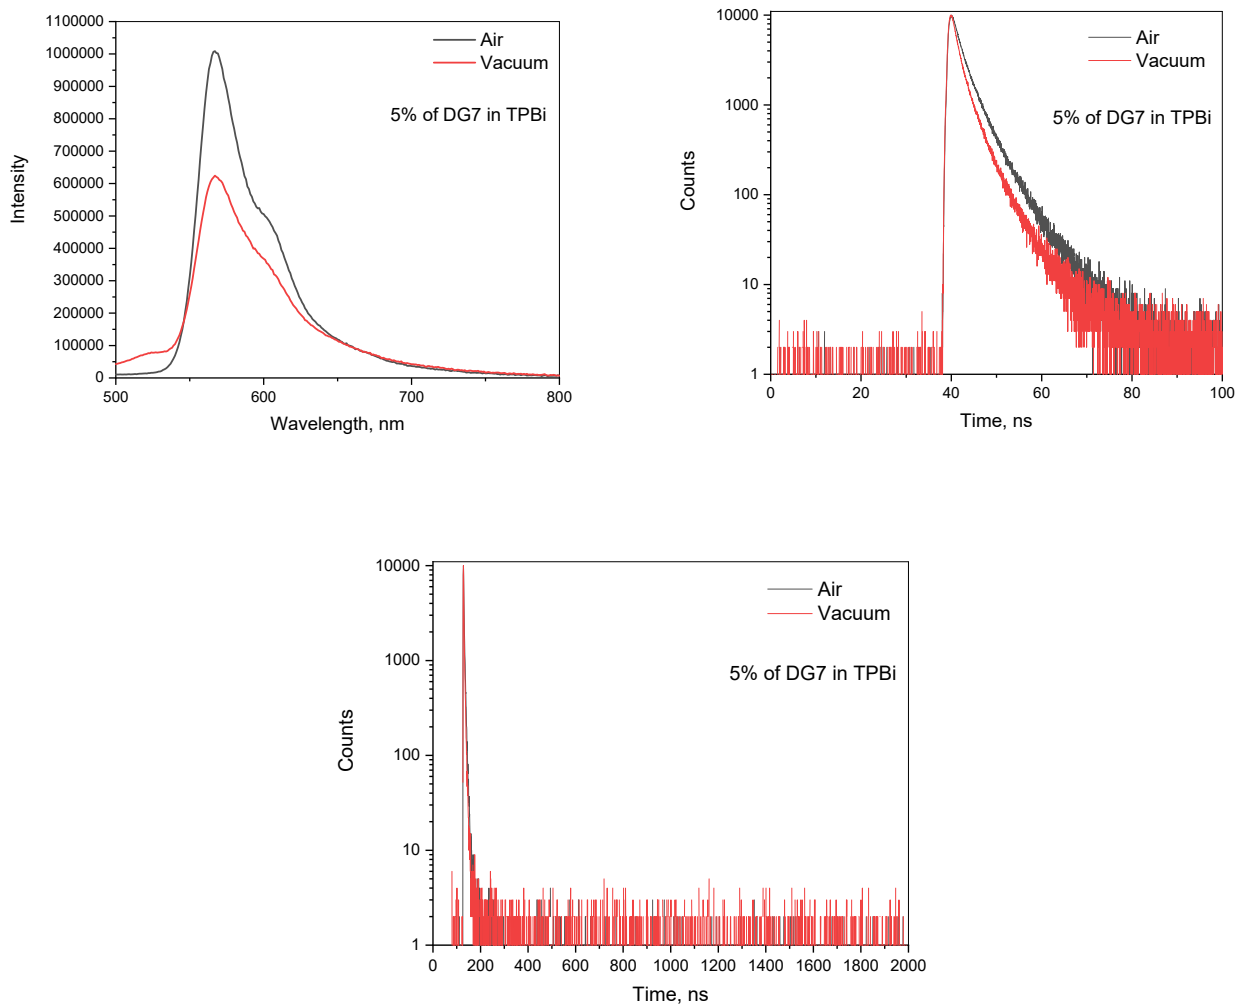 1100000
1000000
900000
800000
700000
600000
500000
400000
300000
200000
100000
0
500
600
700
800
Intensity
Wavelength, nm
Air
Vacuum
5% of DG7 in TPBi
10000
1000
100
10
1
0
20
40
60
80
100
Counts
Time, ns
Air
Vacuum
5% of DG7 in TPBi
10000
1000
100
10
1
0
200
400
600
800
1000
1200
1400
1600
1800
2000
Counts
Time, ns
Air
Vacuum
5% of DG7 in TPBi